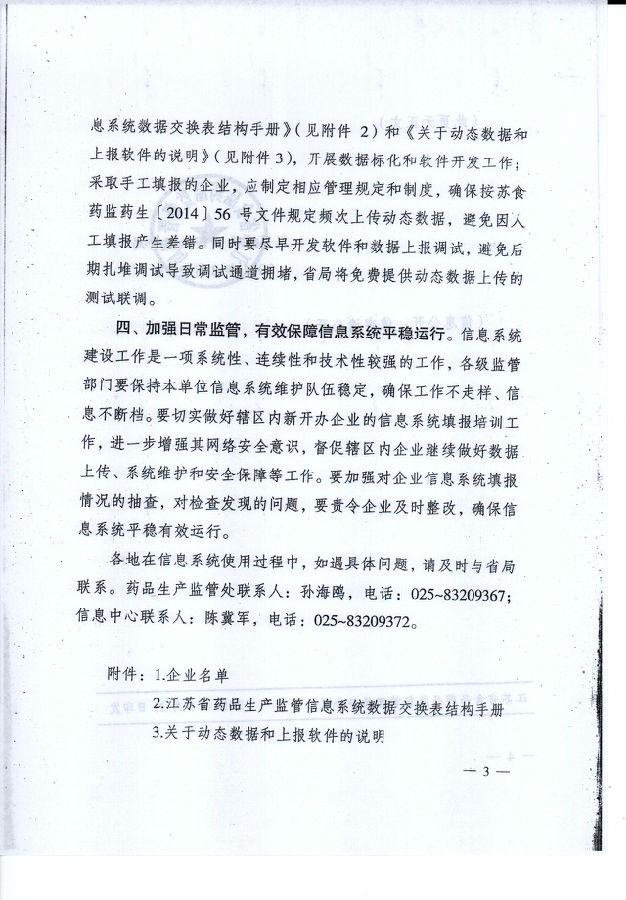 息系统数据交换表结构手册》（见附件 2）和《关于动态数据和
上报软件的说明》（见附件 3），开展数据标化和软件开发工作；
采取手工填报的企业，应制定相应管理规定和制度，确保按苏食
药监药生〔2014〕56 号文件规定频次上传动态数据，避免因人
工填报产生差错。同时要尽早开发软件和数据上报调试，避免后
期扎堆调试导致调试通道拥堵，省局将免费提供动态数据上传的
测试联调。
四、加强日常监管，有效保障信息系统平稳运行。信息系统
建设工作是一项系统性、连续性和技术性较强的工作，各级监管
部门要保持本单位信息系统维护队伍稳定，确保工作不走样、信
息不断档。要切实做好辖区内新开办企业的信息系统填报培训工
作，进一步增强其网络安全意识，督促辖区内企业继续做好数据
上传、系统维护和安全保障等工作。要加强对企业信息系统填报
情况的抽查，对检查发现的问题，要责令企业及时整改，确保信
息系统平稳有效运行。
各地在信息系统使用过程中，如遇具体问题，请及时与省局
联系。药品生产监管处联系人：孙海鸥，电话：025~83209367；
信息中心联系人：陈冀军，电话：025~83209372。
附件：1.企业名单
2.江苏省药品生产监管信息系统数据交换表结构手册
3.关于动态数据和上报软件的说明
— 3 —